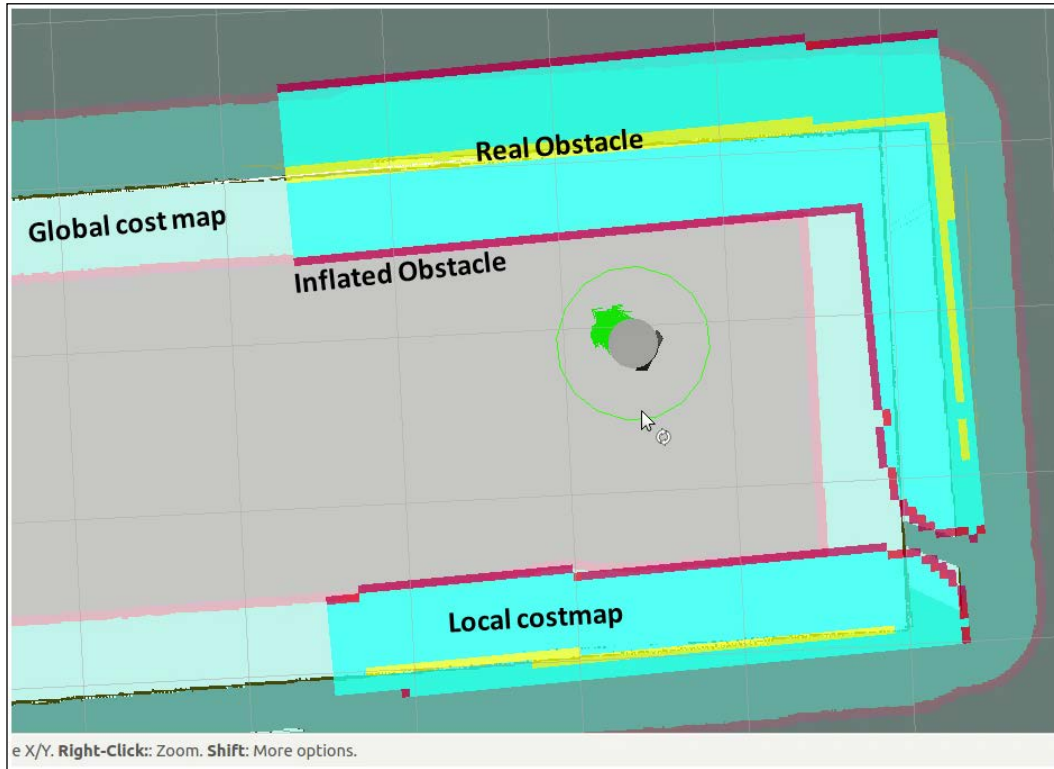 Real Obstacle
Global cost map
Inflated Obstacle
Local costmap
e X/Y. Right-Click:: Zoom. Shift: More options.